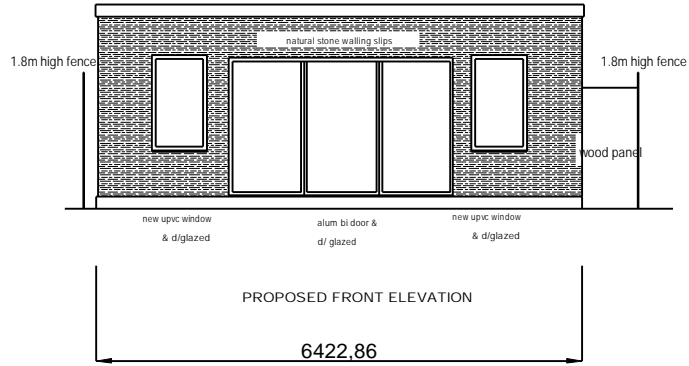 natural stone walling slips
1.8m high fence
1.8m high fence
wood panel
new upvc window
& d/glazed
alum bi door &
d/ glazed
new upvc window
& d/glazed
PROPOSED FRONT ELEVATION
6422,86